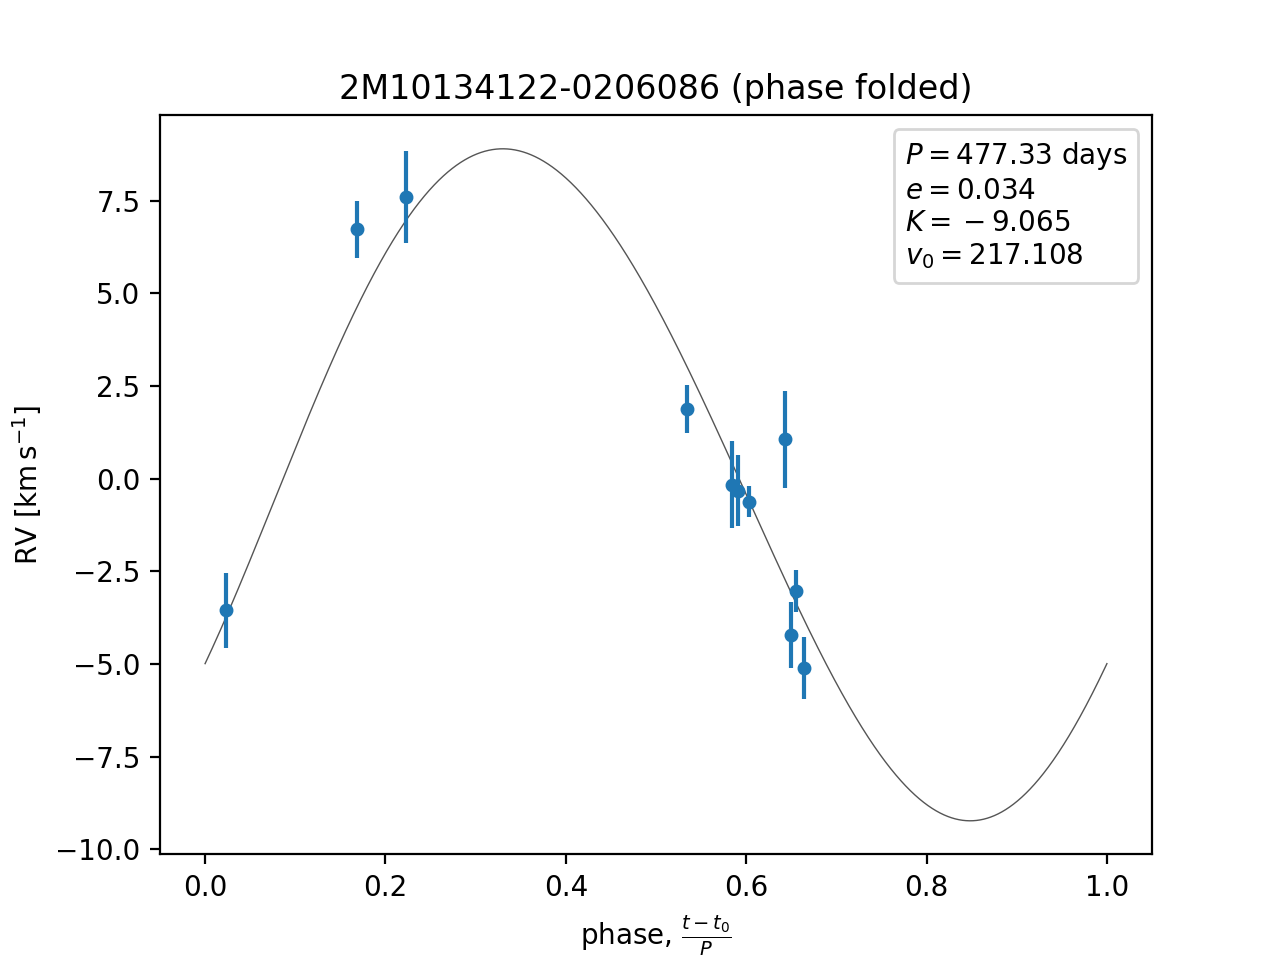 2M10134122-0206086 (phase folded)
P = 477.33 days
e = 0.034
K = −9.065
v₀ = 217.108
RV [km s⁻¹]
7.5
5.0
2.5
0.0
−2.5
−5.0
−7.5
−10.0
0.0 0.2 0.4 0.6 0.8 1.0
phase, (t − t₀)/P